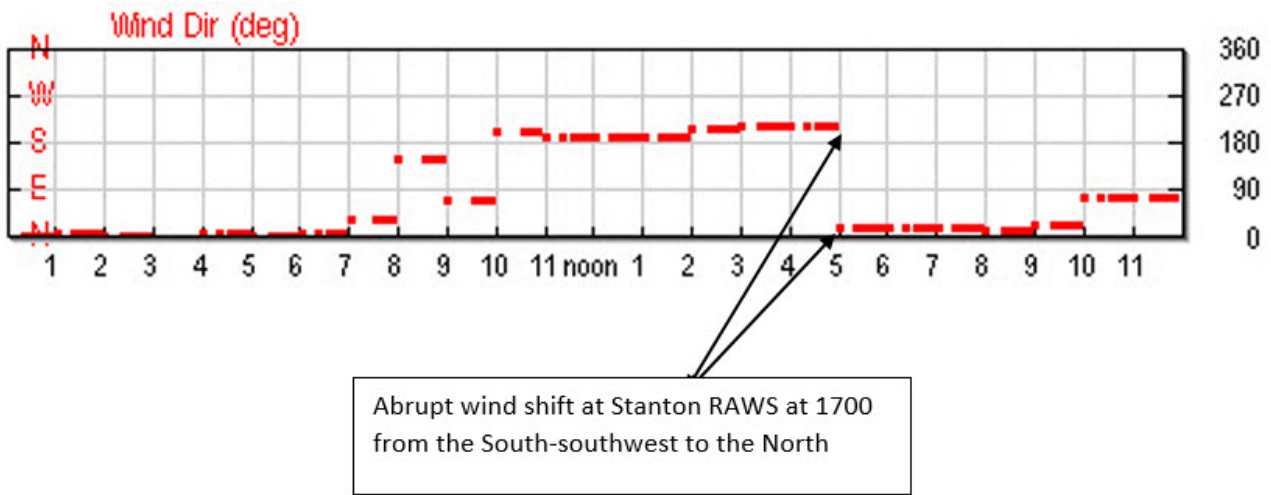 Wind Dir (deg)
N 360
W 270
S 180
E 90
N 0
1 2 3 4 5 6 7 8 9 10 11 noon 1 2 3 4 5 6 7 8 9 10 11
Abrupt wind shift at Stanton RAWS at 1700
from the South-southwest to the North